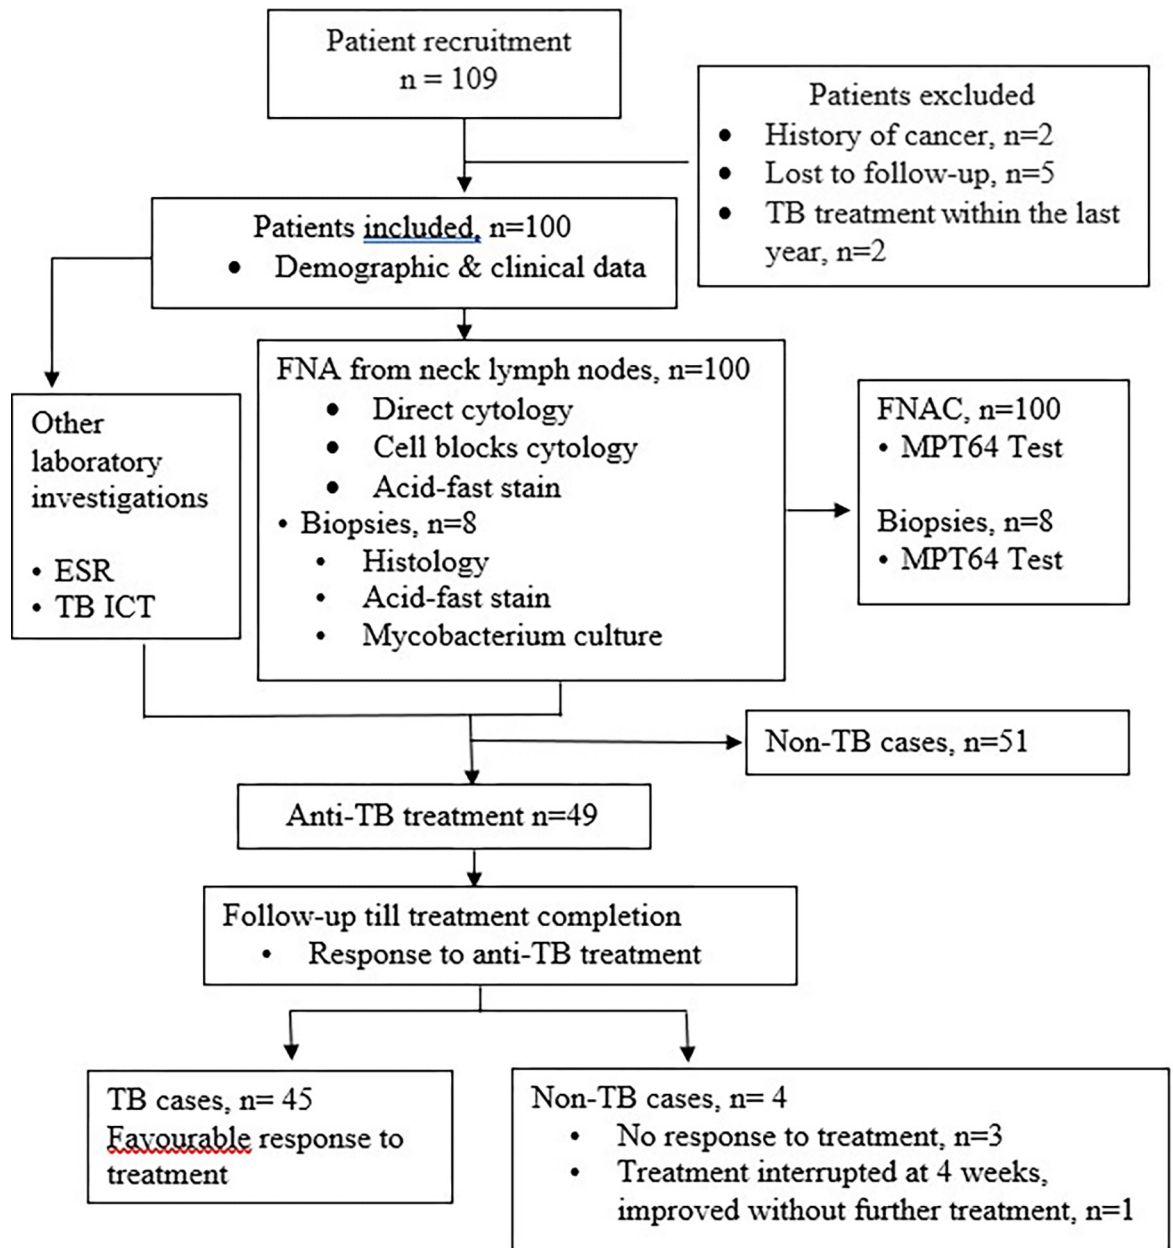 Patient recruitment
n = 109
Patients excluded
• History of cancer, n=2
• Lost to follow-up, n=5
• TB treatment within the last
year, n=2
Patients included, n=100
• Demographic & clinical data
FNA from neck lymph nodes, n=100
• Direct cytology
• Cell blocks cytology
• Acid-fast stain
• Biopsies, n=8
• Histology
• Acid-fast stain
• Mycobacterium culture
Other
laboratory
investigations
• ESR
• TB ICT
FNAC, n=100
• MPT64 Test
Biopsies, n=8
• MPT64 Test
Non-TB cases, n=51
Anti-TB treatment n=49
Follow-up till treatment completion
• Response to anti-TB treatment
TB cases, n= 45
Favourable response to
treatment
Non-TB cases, n= 4
• No response to treatment, n=3
• Treatment interrupted at 4 weeks,
improved without further treatment, n=1